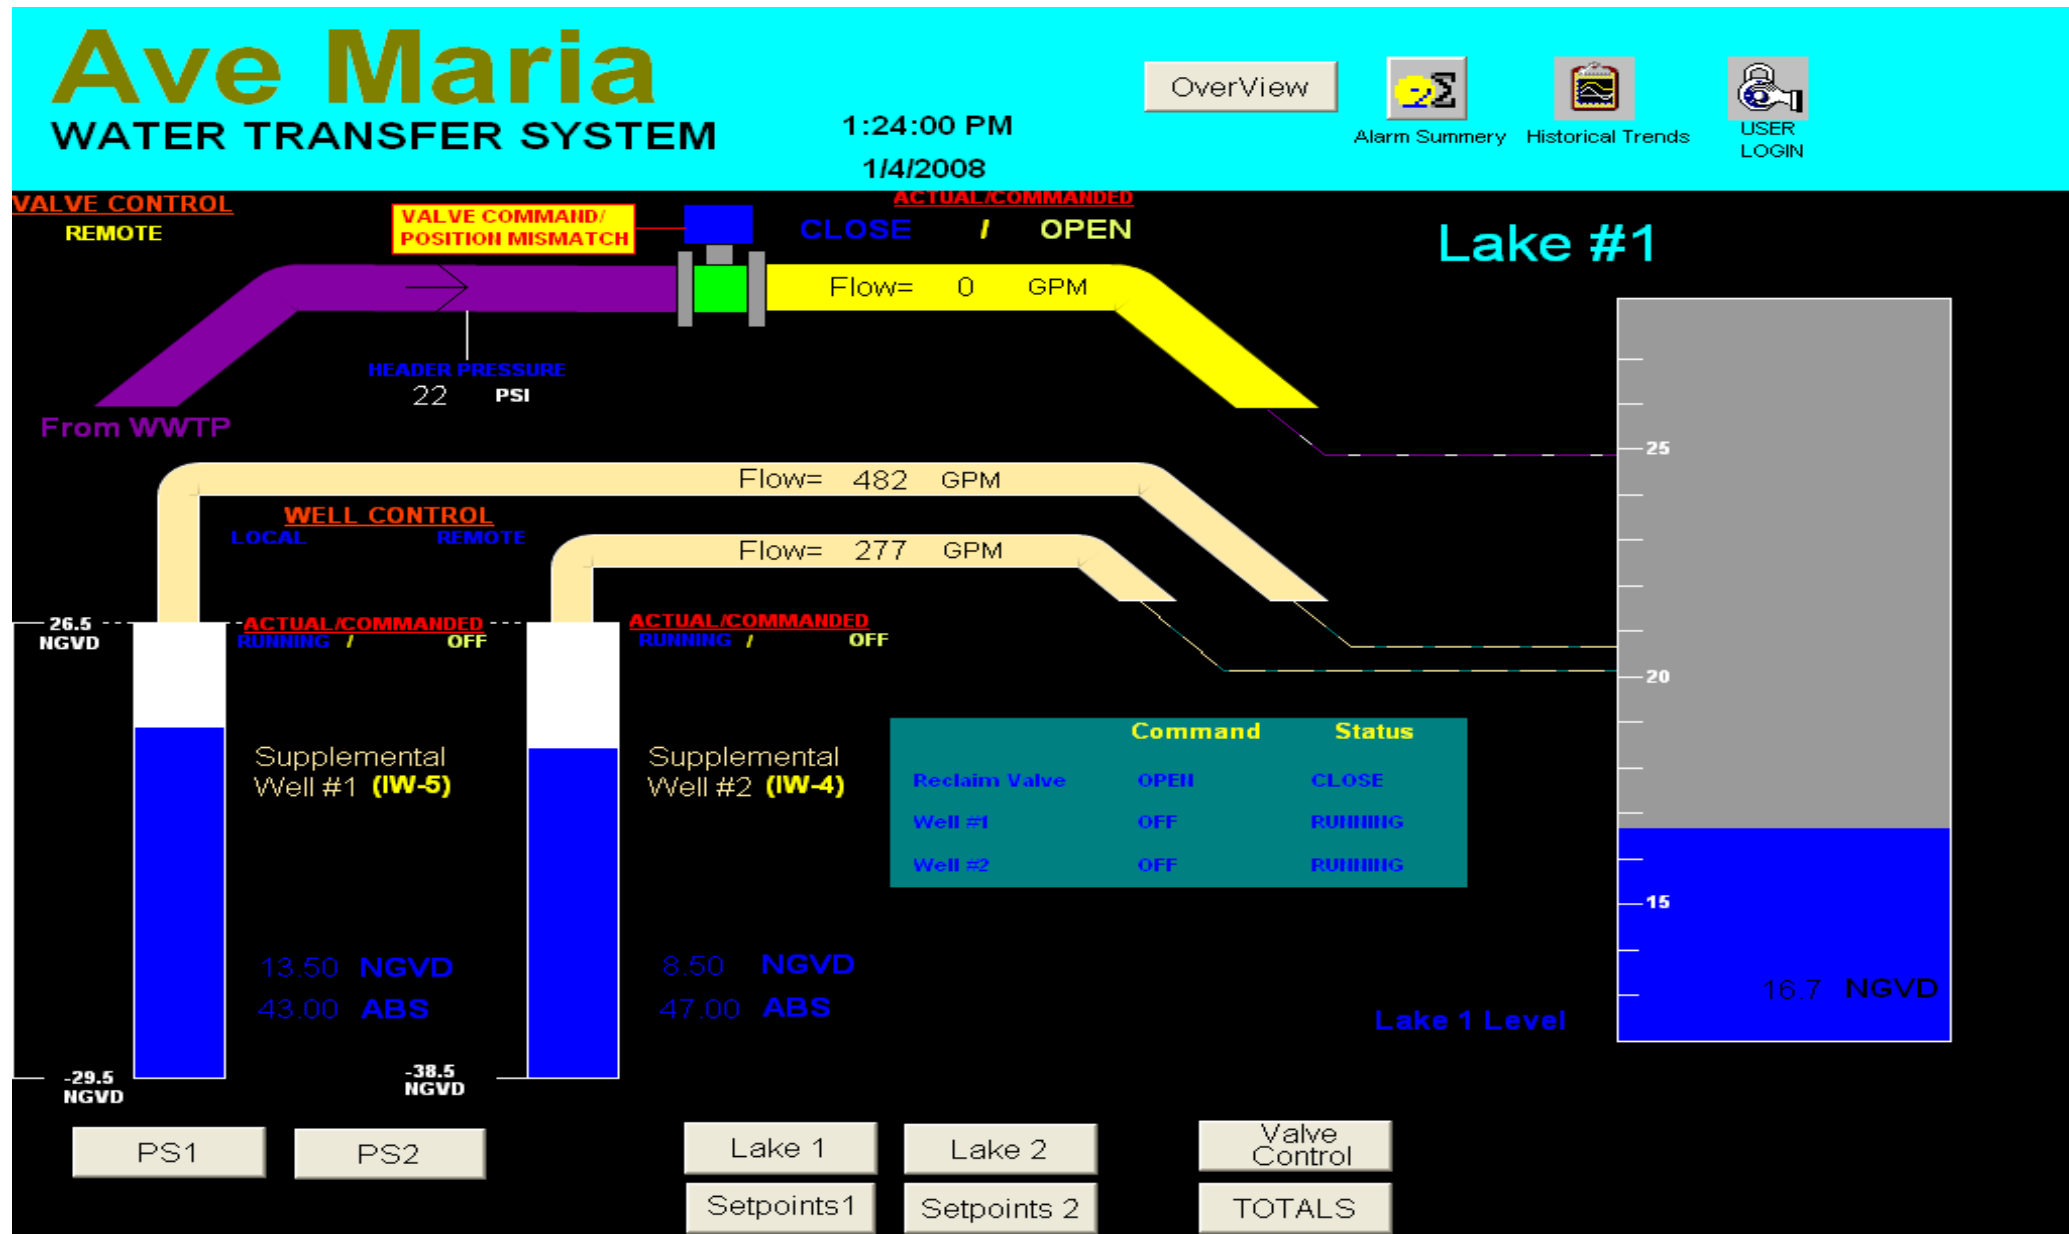 Ave Maria
WATER TRANSFER SYSTEM
1:24:00 PM
1/4/2008
OverView
Alarm Summery
Historical Trends
USER
LOGIN
VALVE CONTROL
REMOTE
VALVE COMMAND/
POSITION MISMATCH
ACTUAL/COMMANDED
CLOSE / OPEN
Lake #1
Flow= 0 GPM
HEADER PRESSURE
22 PSI
From WWTP
25
Flow= 482 GPM
WELL CONTROL
LOCAL REMOTE
Flow= 277 GPM
26.5
NGVD
ACTUAL/COMMANDED
RUNNING / OFF
ACTUAL/COMMANDED
RUNNING / OFF
20
Command Status
Reclaim Valve OPEN CLOSE
Well #1 OFF RUNNING
Well #2 OFF RUNNING
Supplemental
Well #1 (IW-5)
Supplemental
Well #2 (IW-4)
15
13.50 NGVD
43.00 ABS
8.50 NGVD
47.00 ABS
16.7 NGVD
Lake 1 Level
-29.5
NGVD
-38.5
NGVD
PS1
PS2
Lake 1
Lake 2
Valve
Control
Setpoints1
Setpoints 2
TOTALS